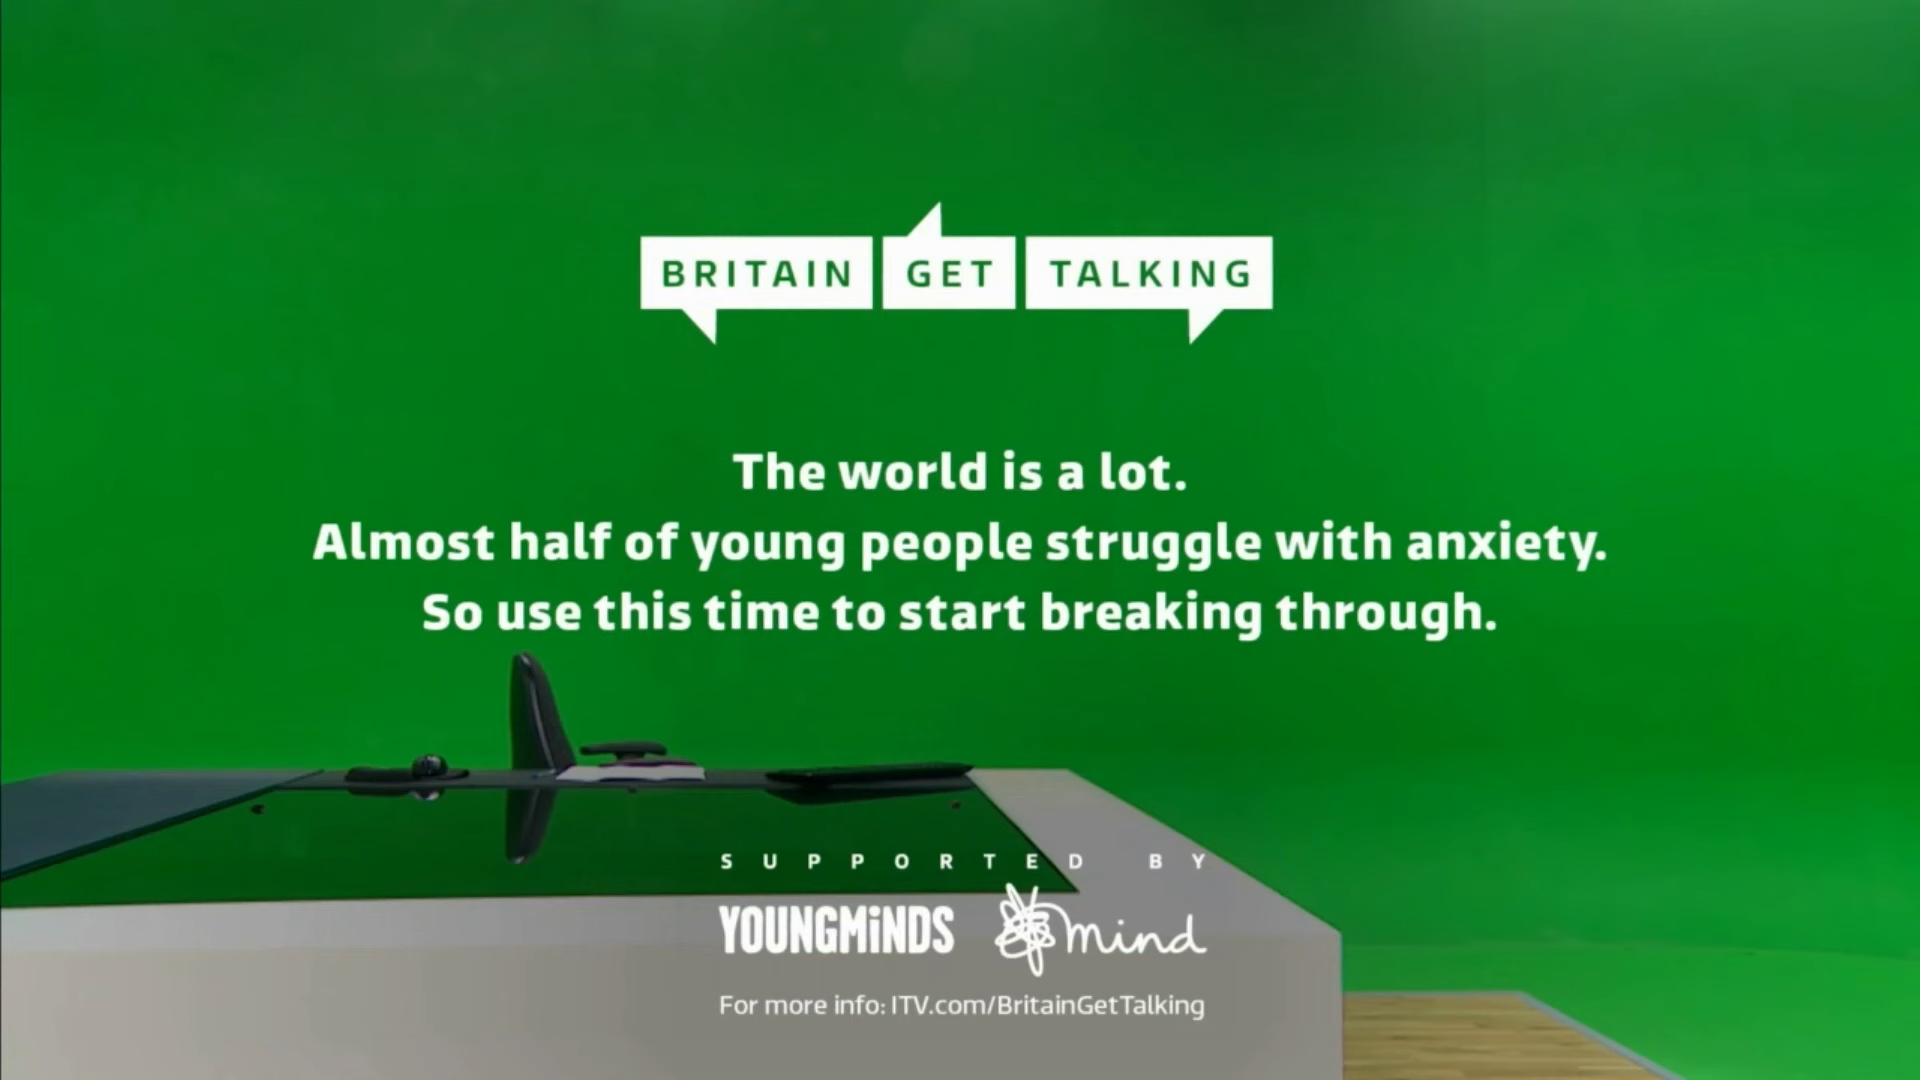 BRITAIN GET TALKING
The world is a lot.
Almost half of young people struggle with anxiety.
So use this time to start breaking through.
SUPPORTED BY
YOUNGMiNDS mind
For more info: ITV.com/BritainGetTalking